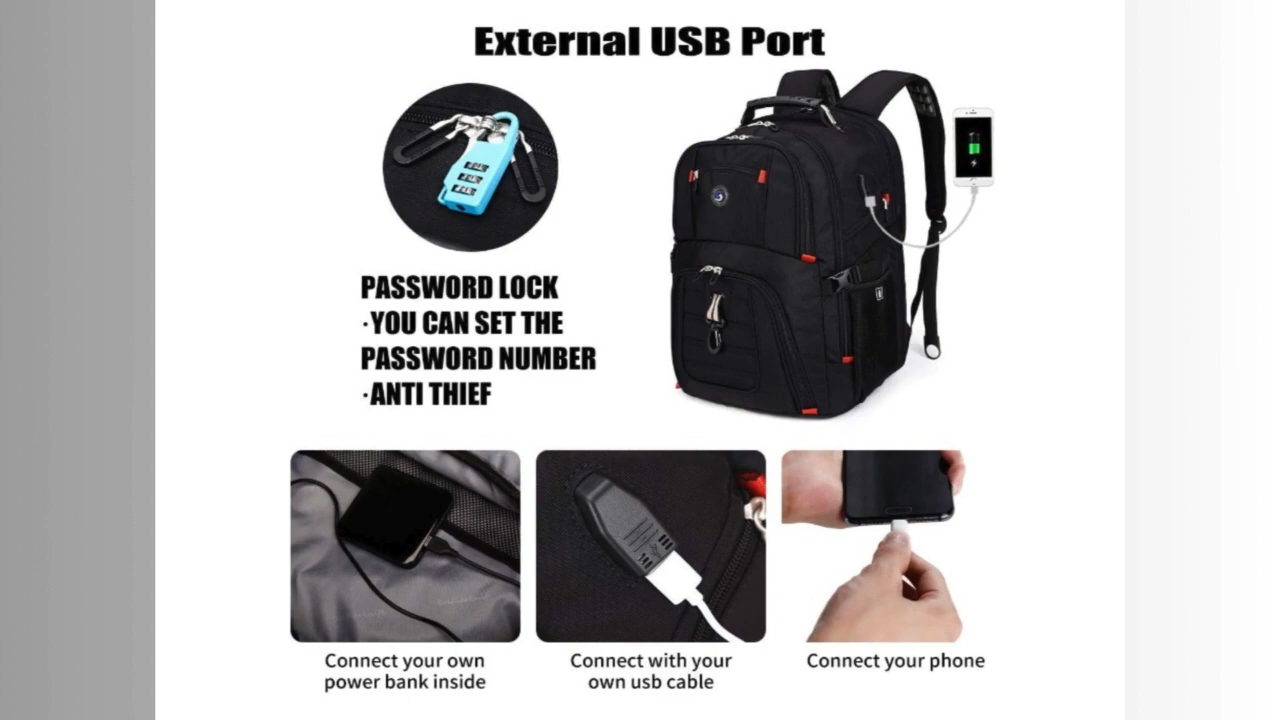 External USB Port
PASSWORD LOCK
·YOU CAN SET THE
PASSWORD NUMBER
·ANTI THIEF
Connect your own
power bank inside
Connect with your
own usb cable
Connect your phone